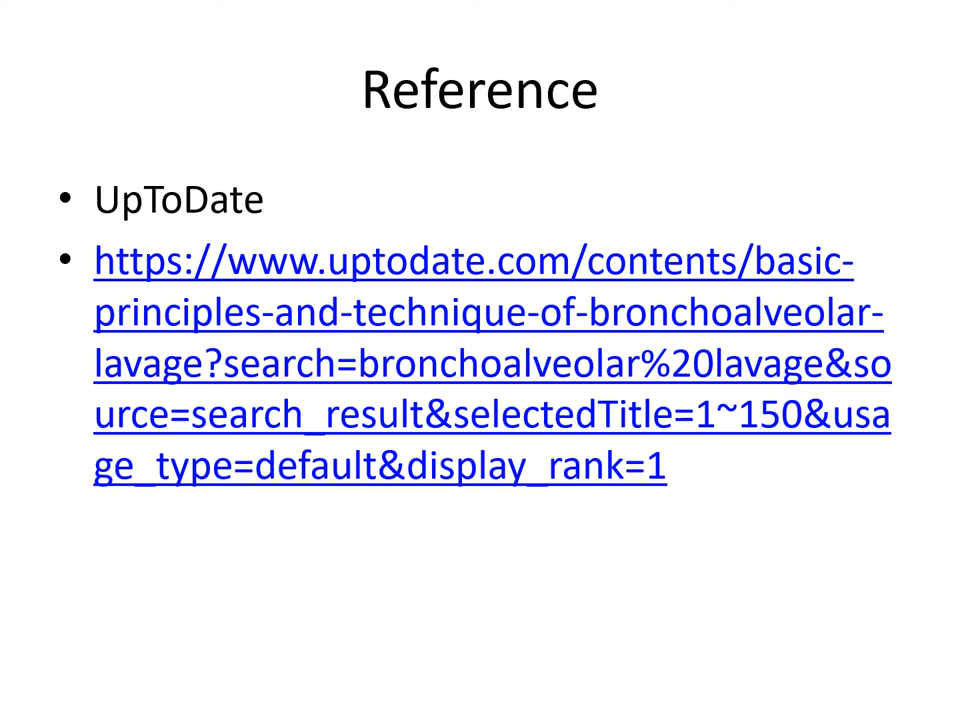 Reference
• UpToDate
• https://www.uptodate.com/contents/basic-
principles-and-technique-of-bronchoalveolar-
lavage?search=bronchoalveolar%20lavage&so
urce=search_result&selectedTitle=1~150&usa
ge_type=default&display_rank=1